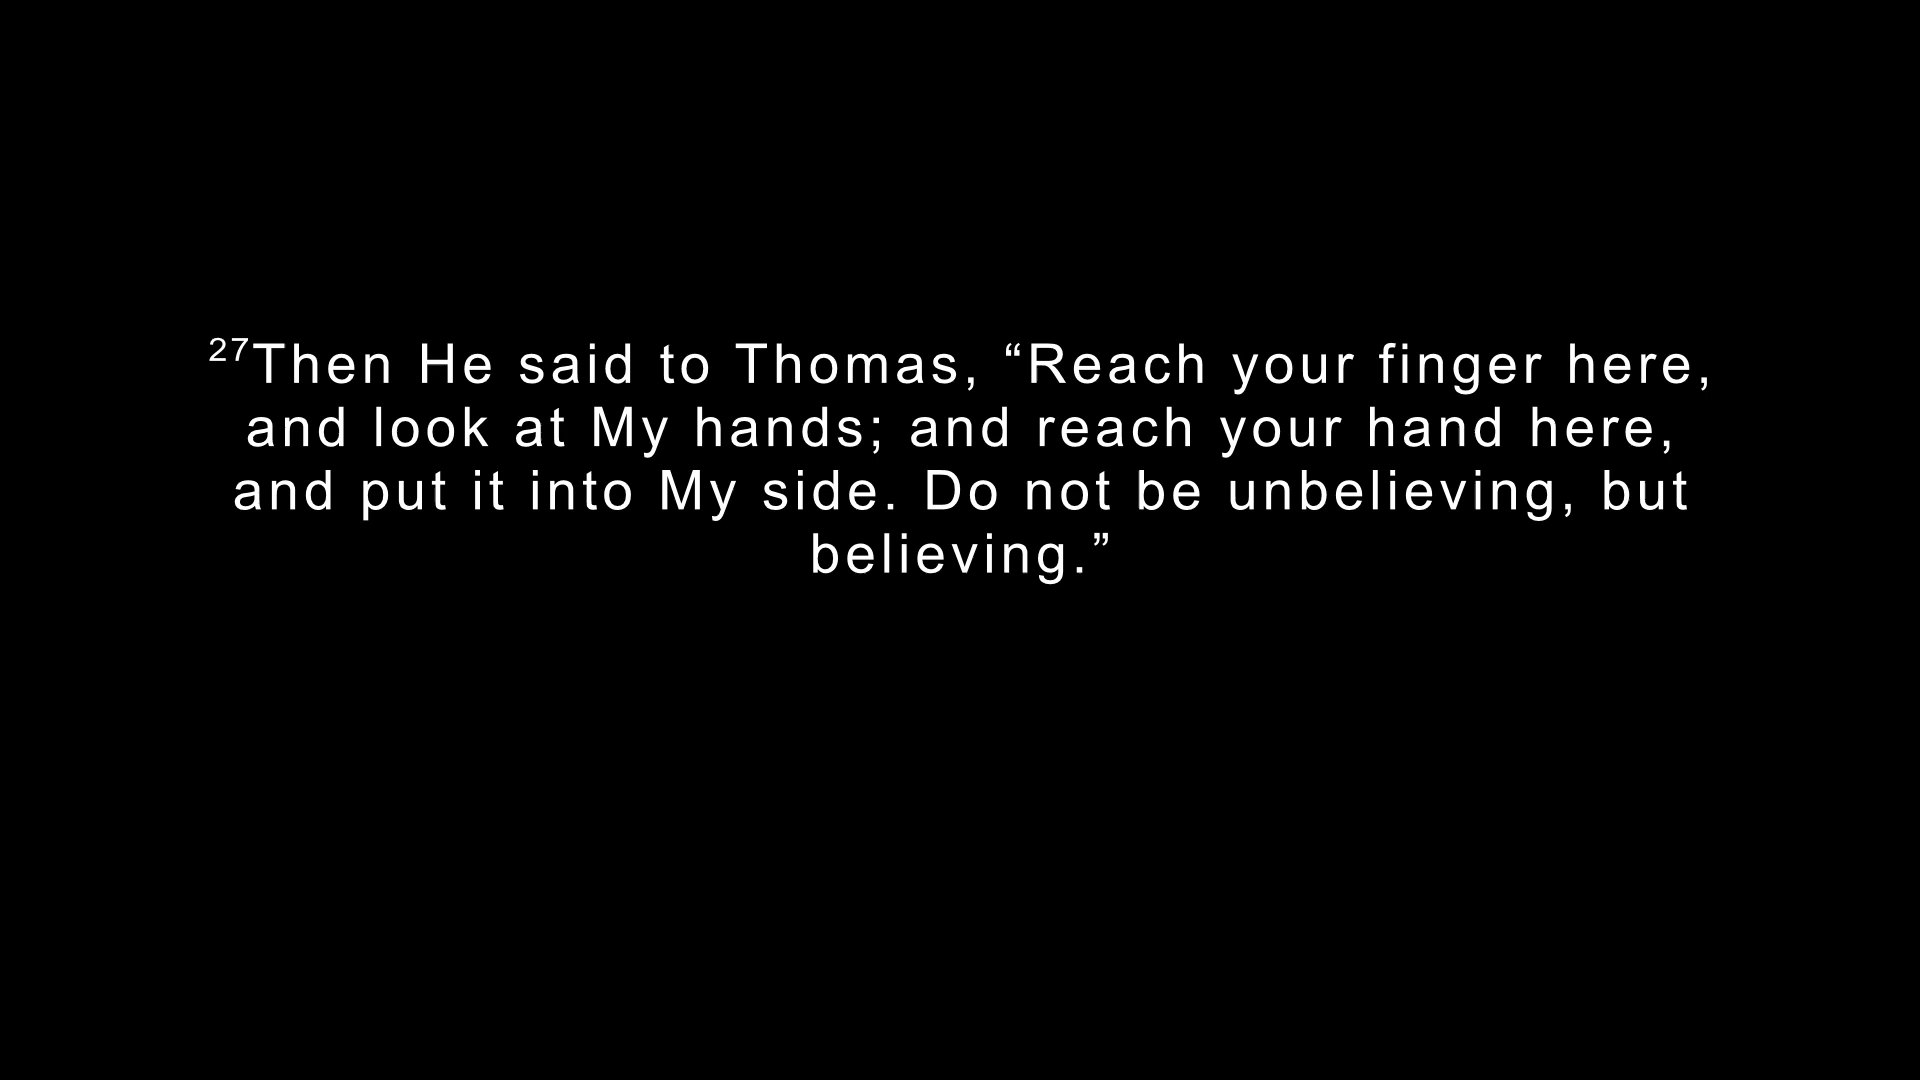 27Then He said to Thomas, “Reach your finger here,
and look at My hands; and reach your hand here,
and put it into My side. Do not be unbelieving, but
believing.”